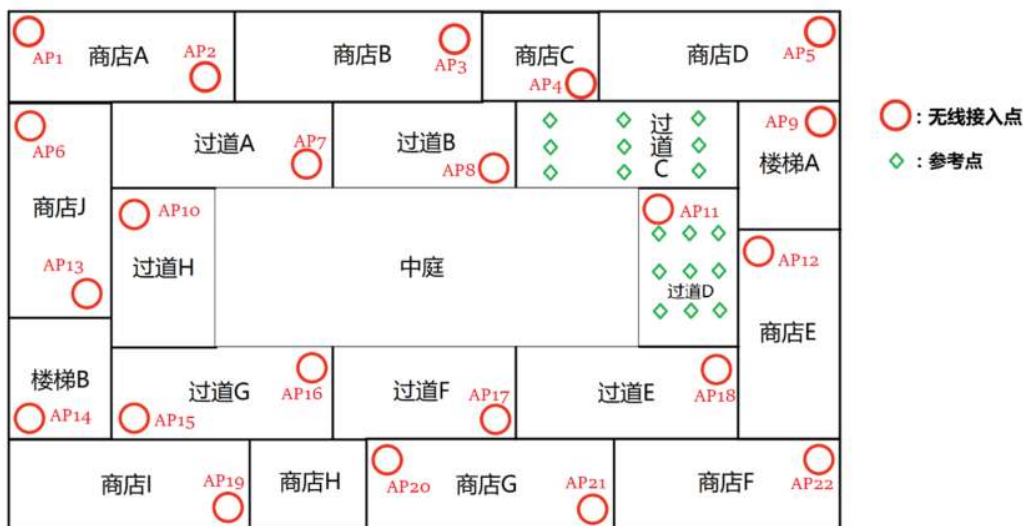 AP1
商店A
AP2
商店B
AP3
商店C
AP4
商店D
AP5
AP6
过道A
AP7
过道B
AP8
过道C
AP9
楼梯A
：无线接入点
：参考点
商店J
AP13
AP10
过道H
中庭
AP11
过道D
AP12
商店E
楼梯B
AP14
AP15
过道G
AP16
过道F
AP17
过道E
AP18
商店I
AP19
商店H
AP20
商店G
AP21
商店F
AP22